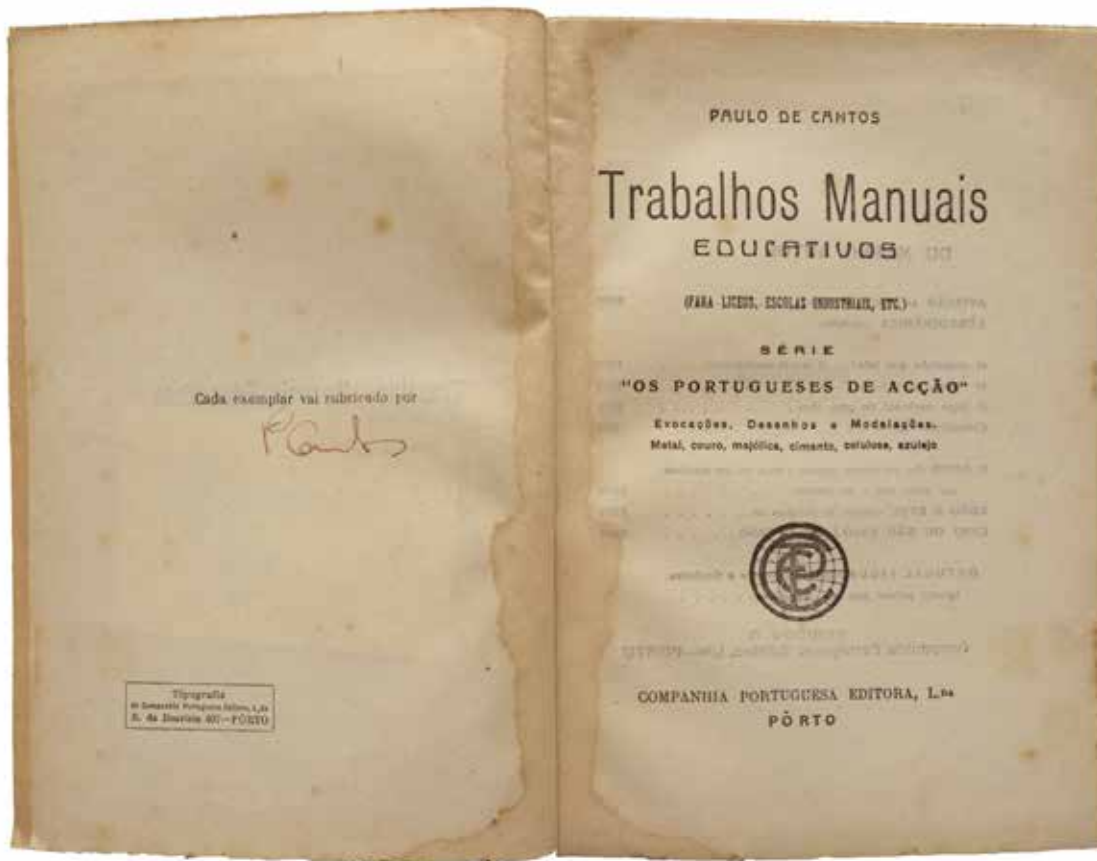 Cada exemplar vai rubricado por
PCantos
Tipografia
da Companhia Portuguesa Editora, L.da
R. da Boavista 307—PÔRTO
PAULO DE CANTOS
Trabalhos Manuais
EDUCATIVOS
(PARA LICEUS, ESCOLAS INDUSTRIAIS, ETC.)
SÉRIE
"OS PORTUGUESES DE ACÇÃO"
Evocações, Desenhos e Modelações.
Metal, couro, majólica, cimento, celulose, azulejo
COMPANHIA PORTUGUESA EDITORA, L.DA
PÔRTO